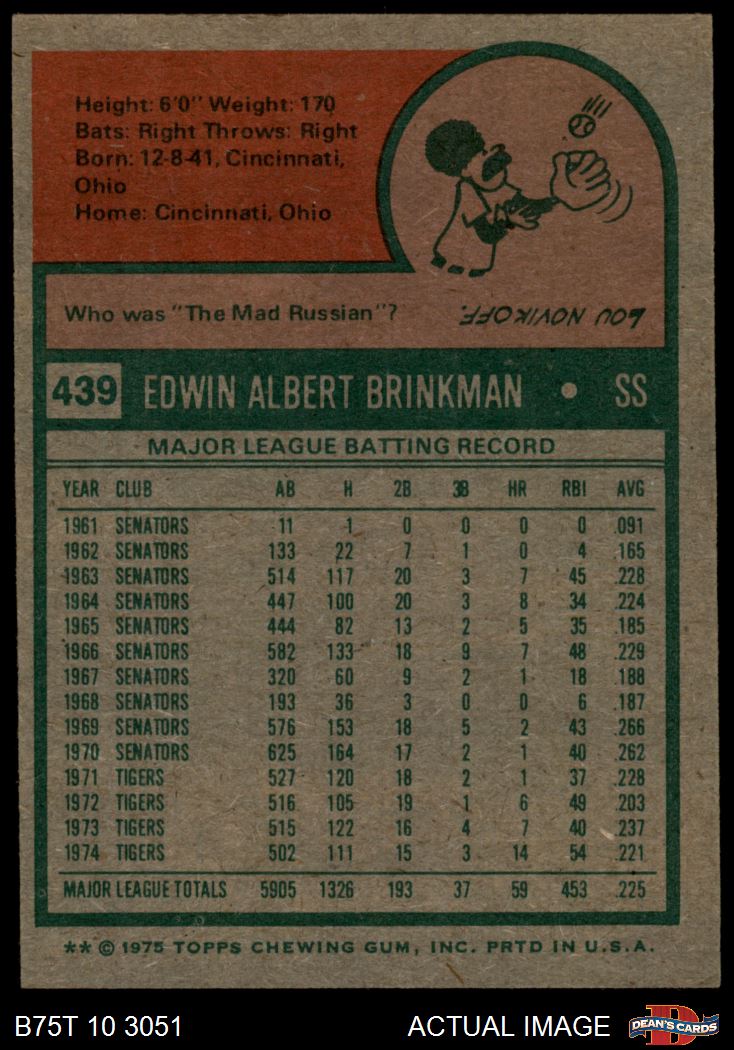 Height: 6'0" Weight: 170
Bats: Right Throws: Right
Born: 12-8-41, Cincinnati,
Ohio
Home: Cincinnati, Ohio
Who was "The Mad Russian"?
LOU NOVIKOFF.
439 EDWIN ALBERT BRINKMAN • SS
MAJOR LEAGUE BATTING RECORD
YEAR CLUB AB H 2B 3B HR RBI AVG
1961 SENATORS 11 1 0 0 0 0 .091
1962 SENATORS 133 22 7 1 0 4 .165
1963 SENATORS 514 117 20 3 7 45 .228
1964 SENATORS 447 100 20 3 8 34 .224
1965 SENATORS 444 82 13 2 5 35 .185
1966 SENATORS 582 133 18 9 7 48 .229
1967 SENATORS 320 60 9 2 1 18 .188
1968 SENATORS 193 36 3 0 0 6 .187
1969 SENATORS 576 153 18 5 2 43 .266
1970 SENATORS 625 164 17 2 1 40 .262
1971 TIGERS 527 120 18 2 1 37 .228
1972 TIGERS 516 105 19 1 6 49 .203
1973 TIGERS 515 122 16 4 7 40 .237
1974 TIGERS 502 111 15 3 14 54 .221
MAJOR LEAGUE TOTALS 5905 1326 193 37 59 453 .225
** © 1975 TOPPS CHEWING GUM, INC. PRTD IN U.S.A.
B75T 10 3051 ACTUAL IMAGE DEAN'S CARDS